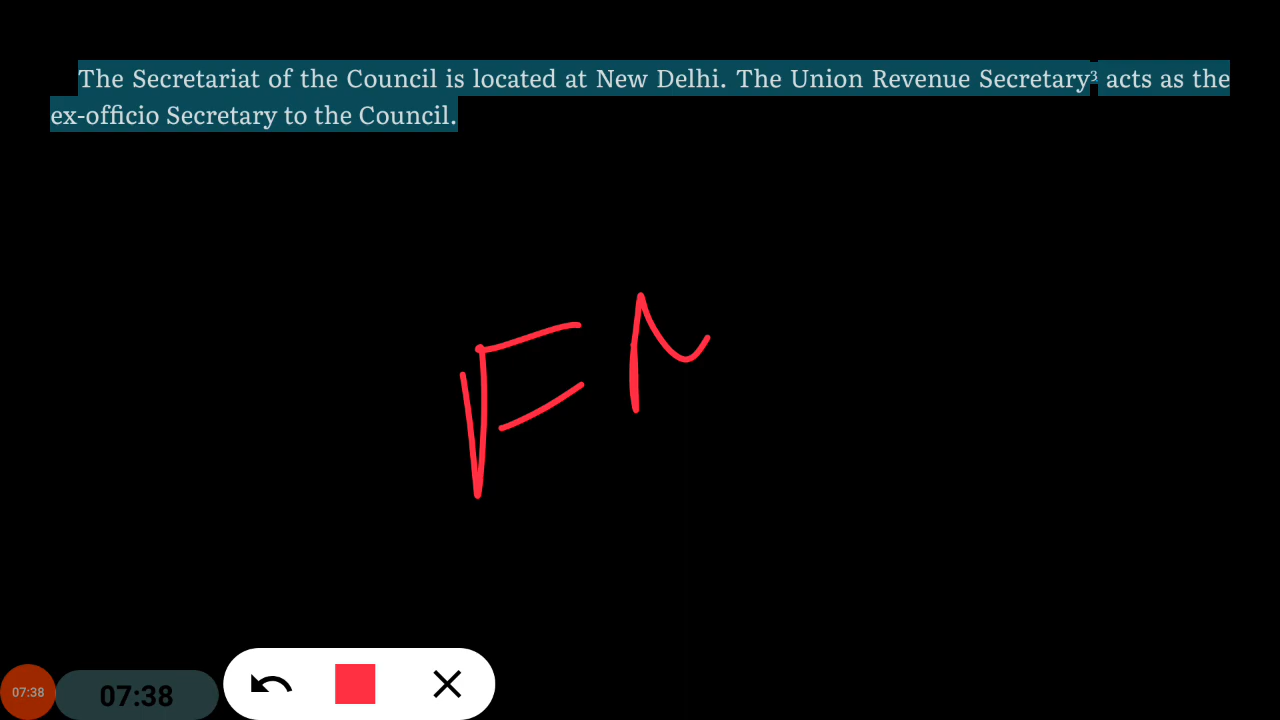 The Secretariat of the Council is located at New Delhi. The Union Revenue Secretary³ acts as the
ex-officio Secretary to the Council.
07:38
07:38